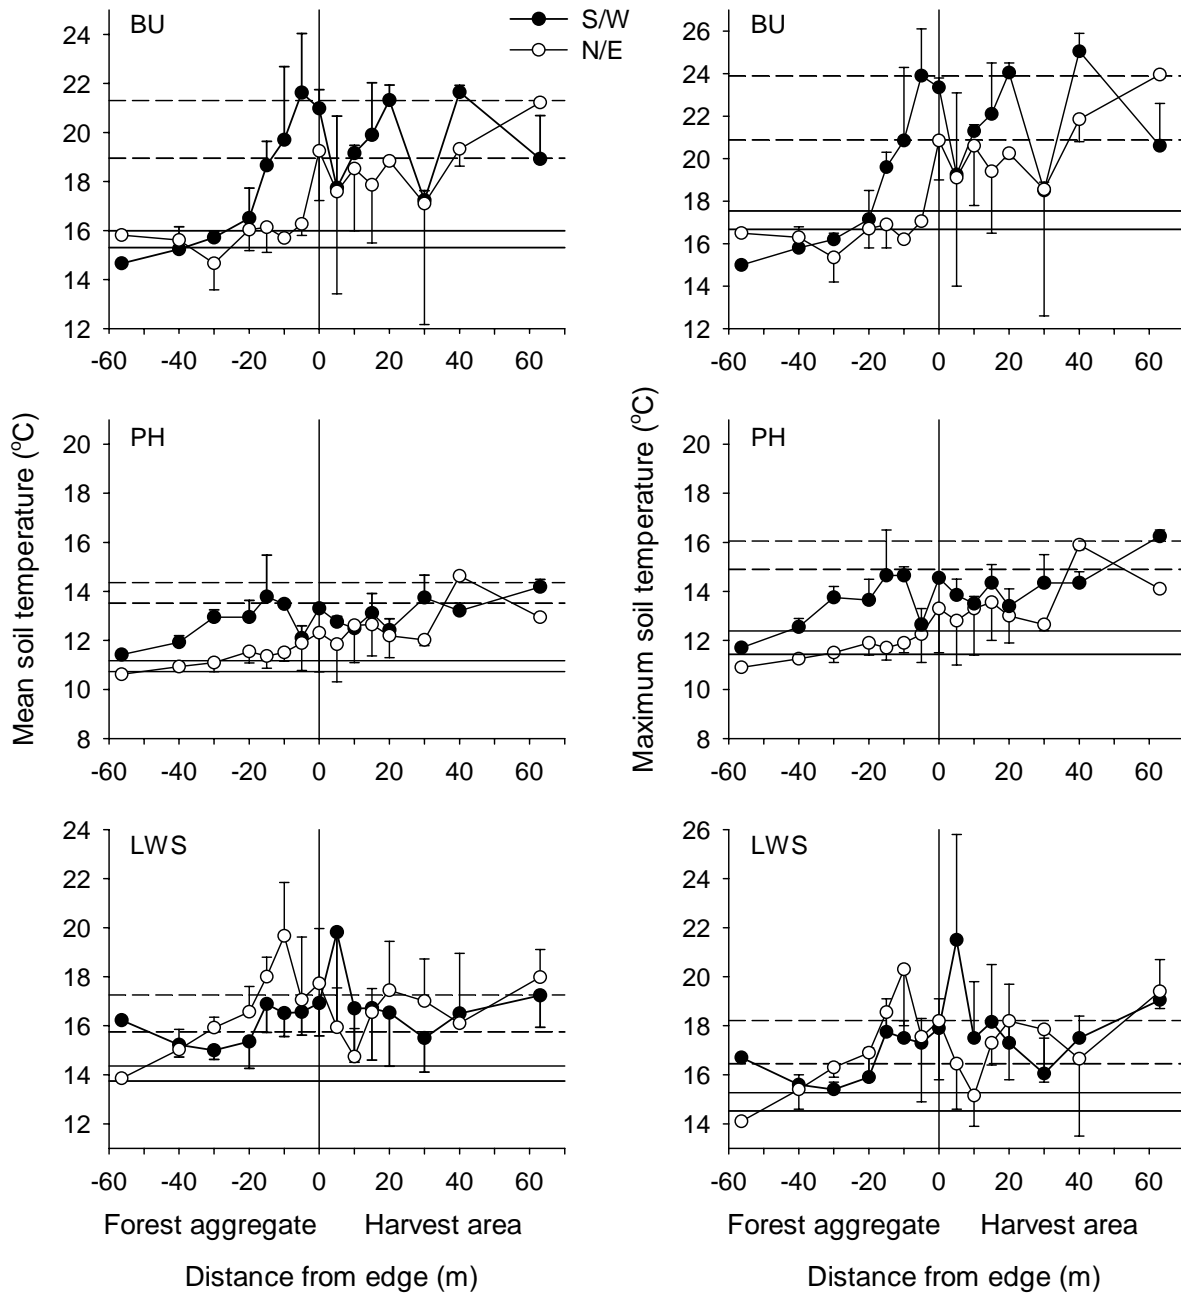 BU
S/W
N/E
24
22
20
18
16
14
12
-60 -40 -20 0 20 40 60
BU
26
24
22
20
18
16
14
12
-60 -40 -20 0 20 40 60
Mean soil temperature (°C)
PH
20
18
16
14
12
10
8
-60 -40 -20 0 20 40 60
Maximum soil temperature (°C)
PH
20
18
16
14
12
10
8
-60 -40 -20 0 20 40 60
LWS
24
22
20
18
16
14
12
-60 -40 -20 0 20 40 60
Forest aggregate Harvest area
Distance from edge (m)
LWS
26
24
22
20
18
16
14
-60 -40 -20 0 20 40 60
Forest aggregate Harvest area
Distance from edge (m)